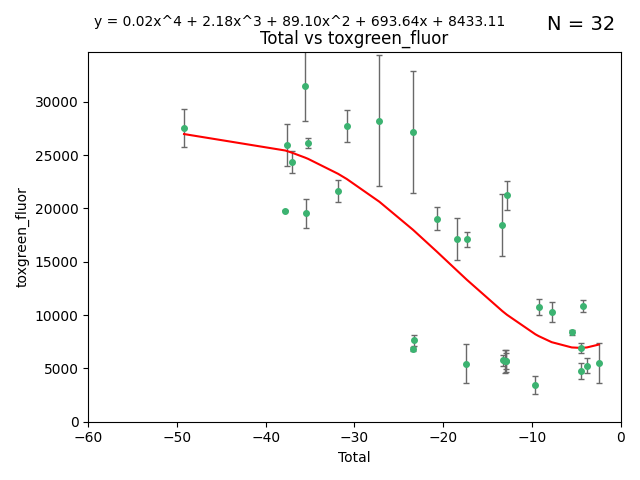 y = 0.02x^4 + 2.18x^3 + 89.10x^2 + 693.64x + 8433.11
N = 32
Total vs toxgreen_fluor
30000
25000
20000
15000
10000
5000
0
toxgreen_fluor
−60
−50
−40
−30
−20
−10
0
Total